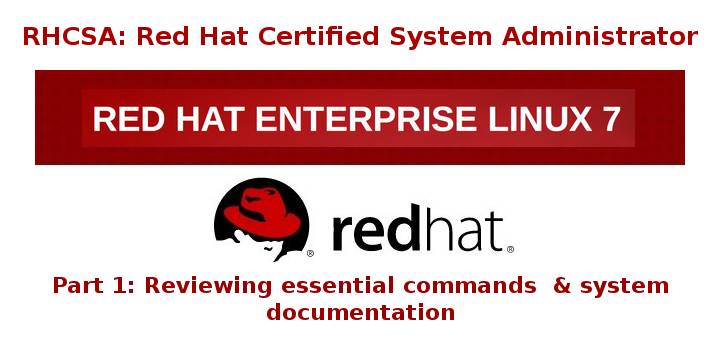 RHCSA: Red Hat Certified System Administrator
RED HAT ENTERPRISE LINUX 7
® redhat®
Part 1: Reviewing essential commands & system
documentation